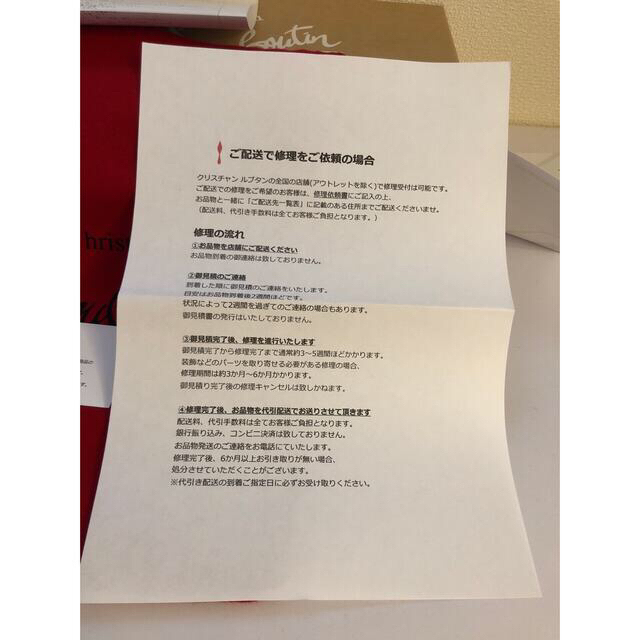 outin
hrist
ご配送で修理をご依頼の場合
クリスチャン ルブタンの全国の店舗(アウトレットを除く)で修理受付は可能です。
ご配送での修理をご希望のお客様は、修理依頼書にご記入の上、
お品物と一緒に「ご配送先一覧表」に記載のある住所までご配送くださいませ。
(配送料、代引き手数料は全てお客様ご負担となります。)
修理の流れ
①お品物を店舗にご配送ください
お品物到着の御連絡は致しておりません。
②御見積のご連絡
到着した順に御見積のご連絡をいたします。
目安はお品物到着後2週間ほどです。
状況によって2週間を過ぎてのご連絡の場合もあります。
御見積書の発行はいたしておりません。
③御見積完了後、修理を進行いたします
御見積完了から修理完了まで通常約3～5週間ほどかかります。
装飾などのパーツを取り寄せる必要がある修理の場合、
修理期間は約3か月～6か月かかります。
御見積り完了後の修理キャンセルは致しかねます。
④修理完了後、お品物を代引配送でお送りさせて頂きます
配送料、代引手数料は全てお客様ご負担となります。
銀行振り込み、コンビニ決済は致しておりません。
お品物発送のご連絡をお電話にていたします。
修理完了後、6か月以上お引き取りが無い場合、
処分させていただくことがございます。
※代引き配送の到着ご指定日に必ずお受け取りください。